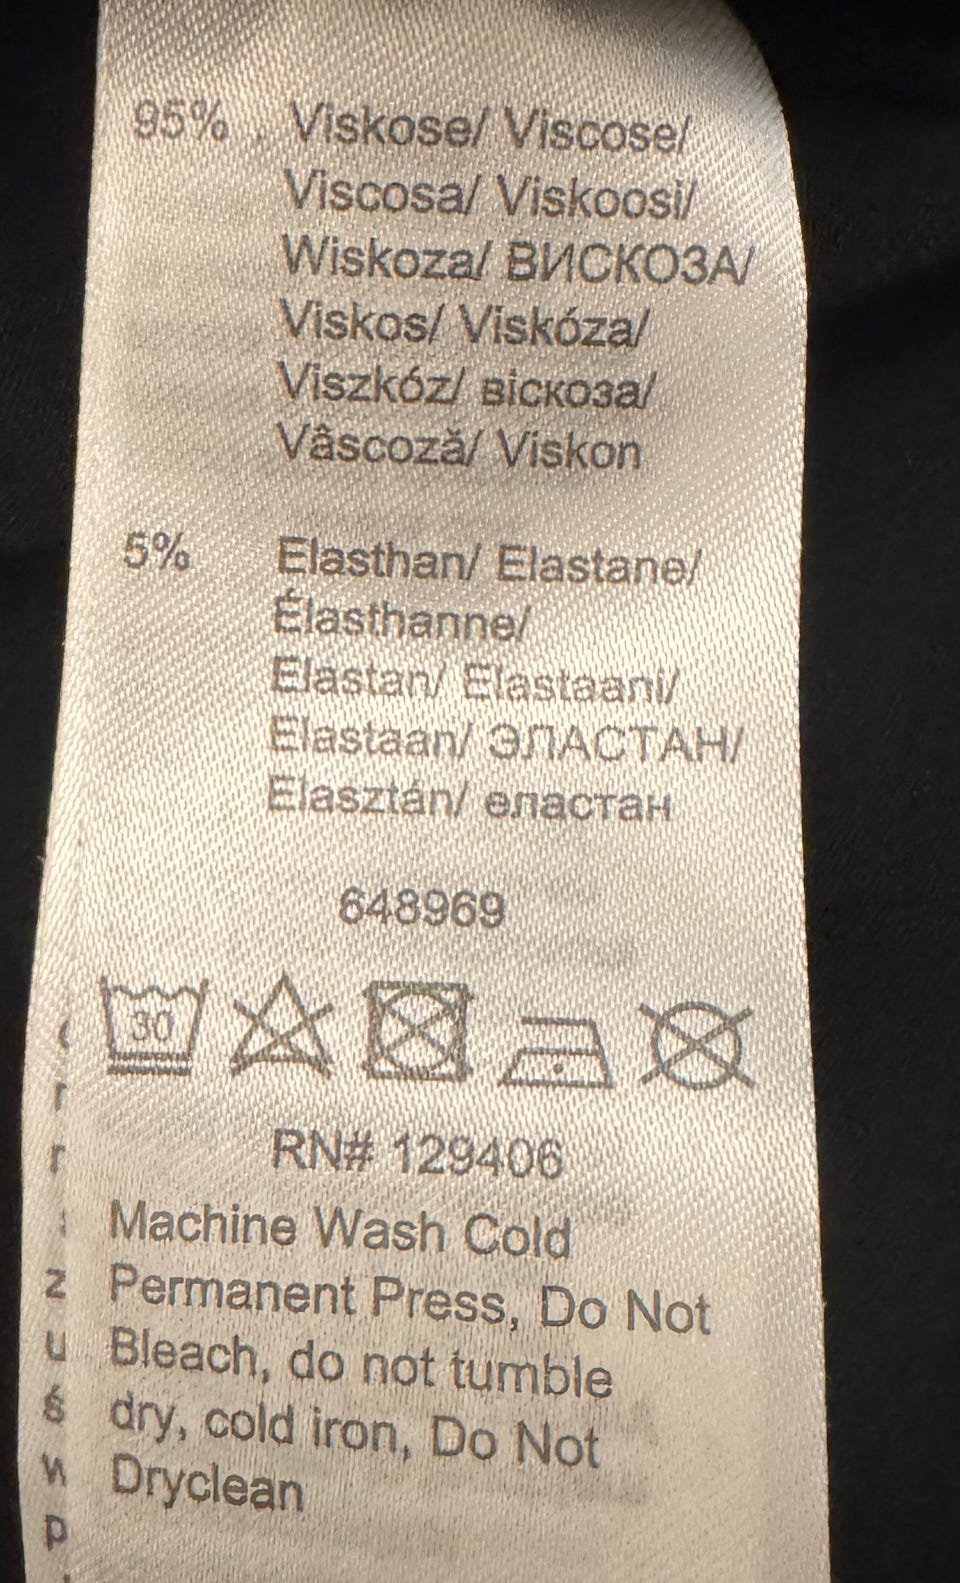 95% Viskose/ Viscose/
Viscosa/ Viskoosi/
Wiskoza/ ВИСКОЗА/
Viskos/ Viskóza/
Viszkóz/ віскоза/
Vâscoză/ Viskon
5% Elasthan/ Elastane/
Élasthanne/
Elastan/ Elastaani/
Elastaan/ ЭЛАСТАН/
Elasztán/ еластан
648969
30
RN# 129406
Machine Wash Cold
Permanent Press, Do Not
Bleach, do not tumble
dry, cold iron, Do Not
Dryclean